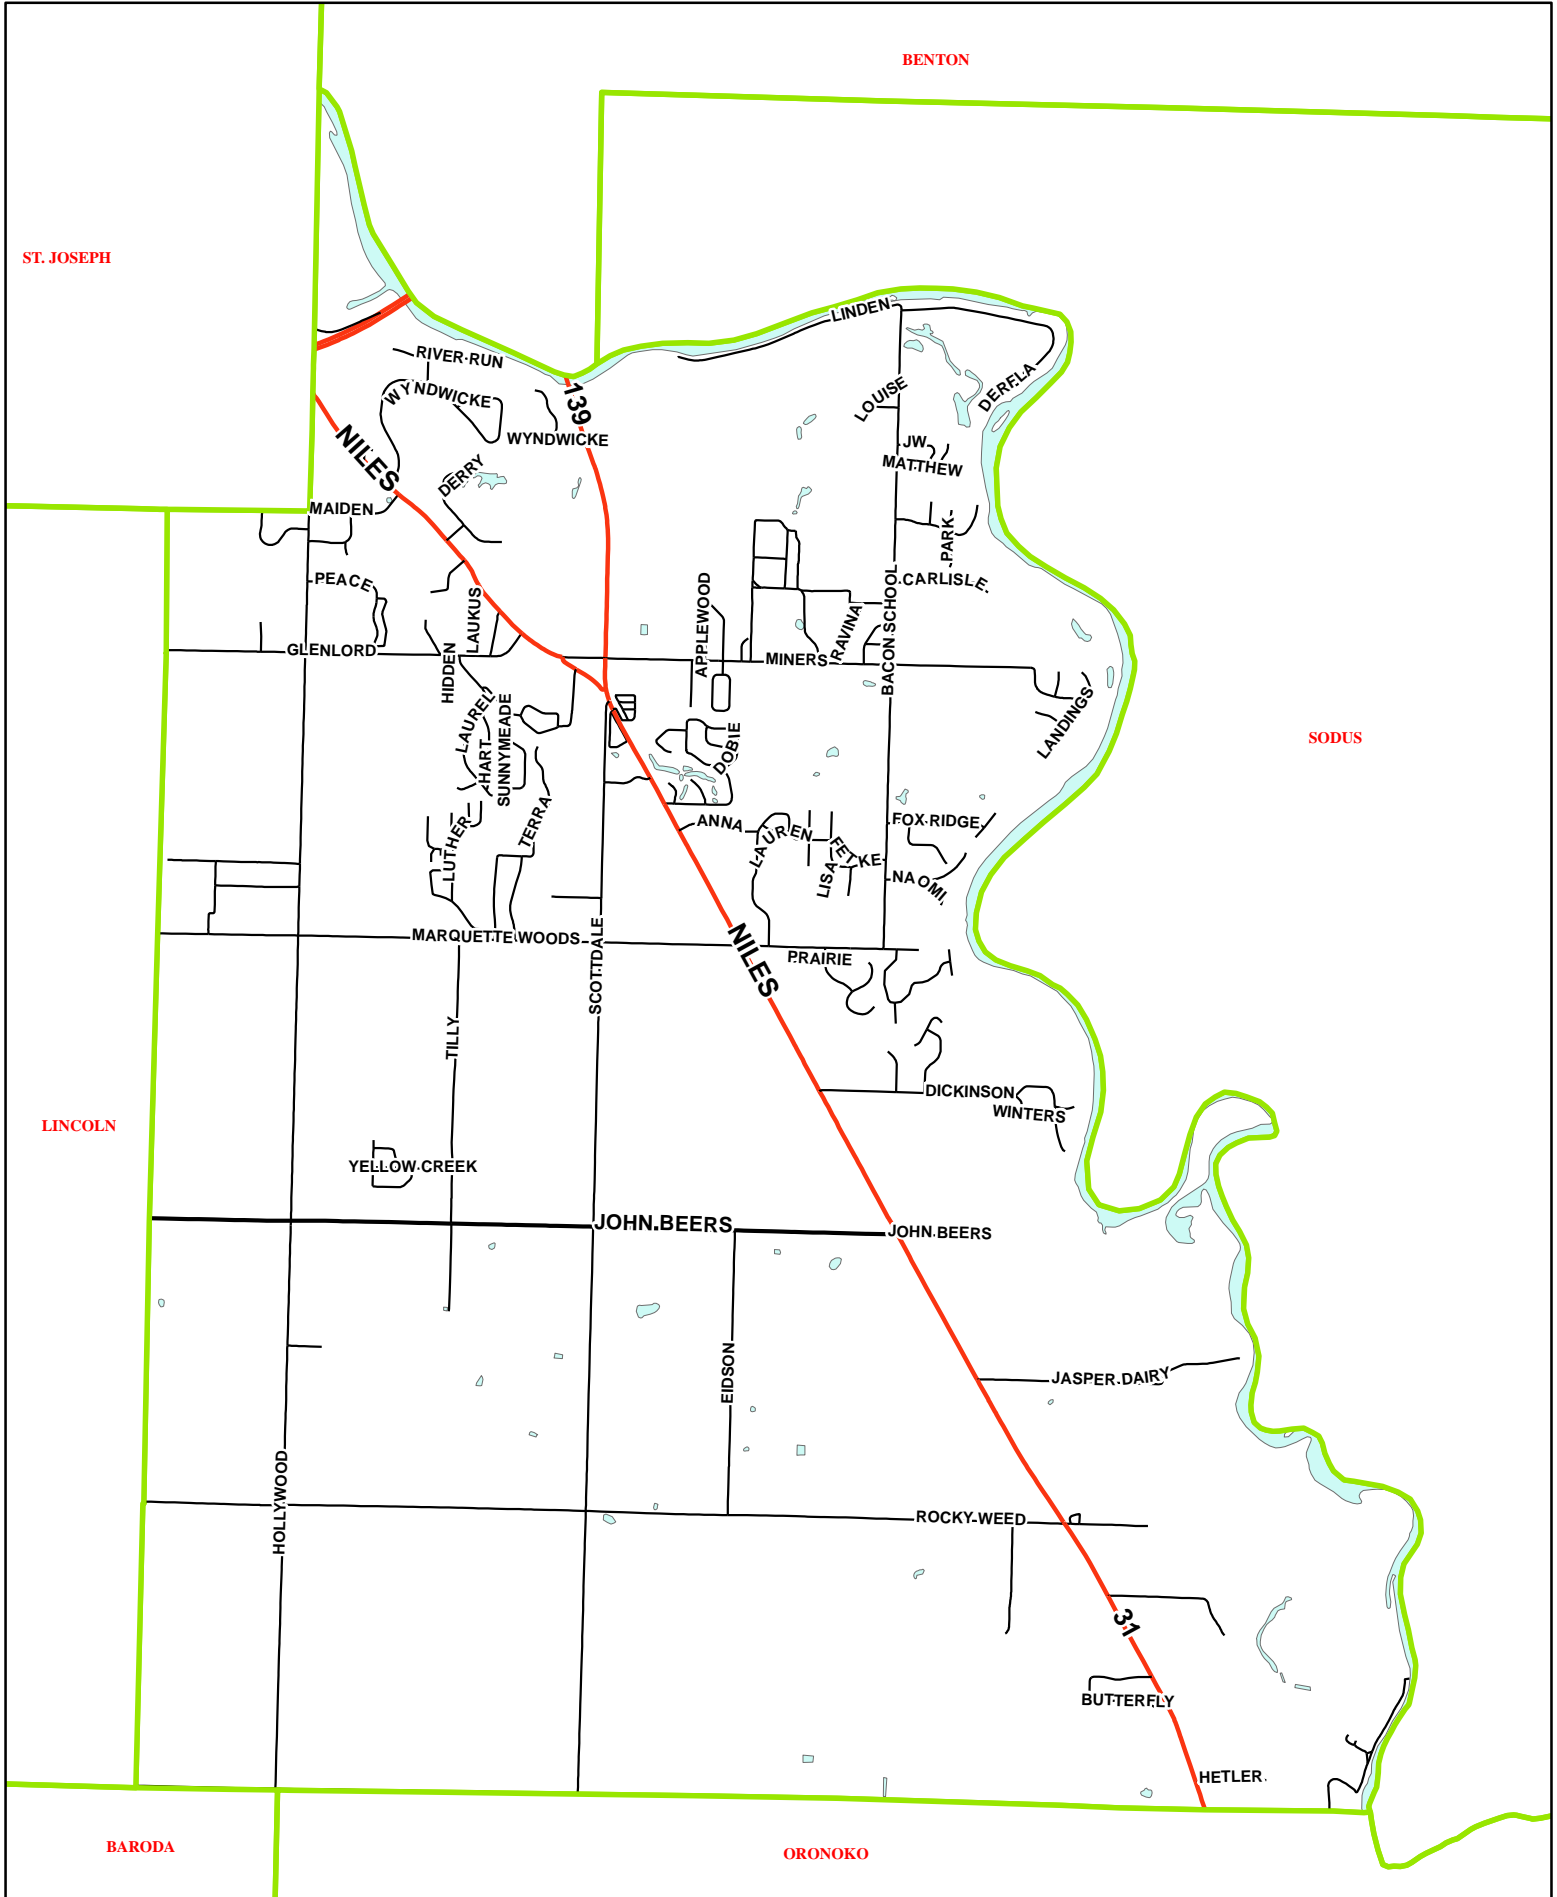 BENTON
ST. JOSEPH
LINDEN
RIVER RUN
WYNDWICKE
139
LOUISE
DERFLA
WYNDWICKE
NILES
JW
MATTHEW
DERRY
MAIDEN
PARK
PEACE
CARLISLE
LAUKUS
APPLEWOOD
RAVINA
BACON SCHOOL
GLENLORD
HIDDEN
MINERS
LAUREL
SUNNYMEADE
HART
DOBIE
LANDINGS
SODUS
ANNA
LAUREN
FOX RIDGE
TERRA
LUTHER
FETKE
LISA
NAOMI
MARQUETTE WOODS
SCOTTDALE
NILES
PRAIRIE
TILLY
DICKINSON
WINTERS
LINCOLN
YELLOW CREEK
JOHN BEERS
JOHN BEERS
EIDSON
JASPER DAIRY
HOLLYWOOD
ROCKY WEED
31
BUTTERFLY
HETLER
BARODA
ORONOKO